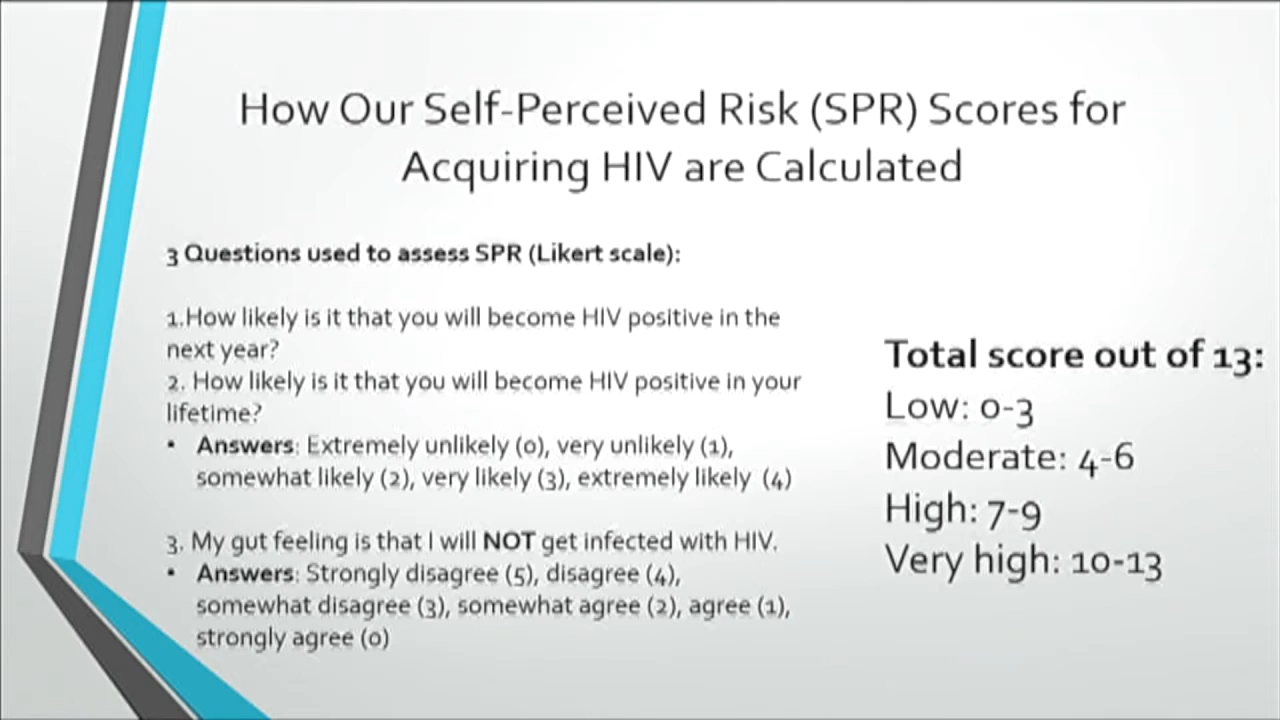 How Our Self-Perceived Risk (SPR) Scores for
Acquiring HIV are Calculated
3 Questions used to assess SPR (Likert scale):
1.How likely is it that you will become HIV positive in the
next year?
2. How likely is it that you will become HIV positive in your
lifetime?
• Answers: Extremely unlikely (0), very unlikely (1),
somewhat likely (2), very likely (3), extremely likely (4)
3. My gut feeling is that I will NOT get infected with HIV.
• Answers: Strongly disagree (5), disagree (4),
somewhat disagree (3), somewhat agree (2), agree (1),
strongly agree (0)
Total score out of 13:
Low: 0-3
Moderate: 4-6
High: 7-9
Very high: 10-13